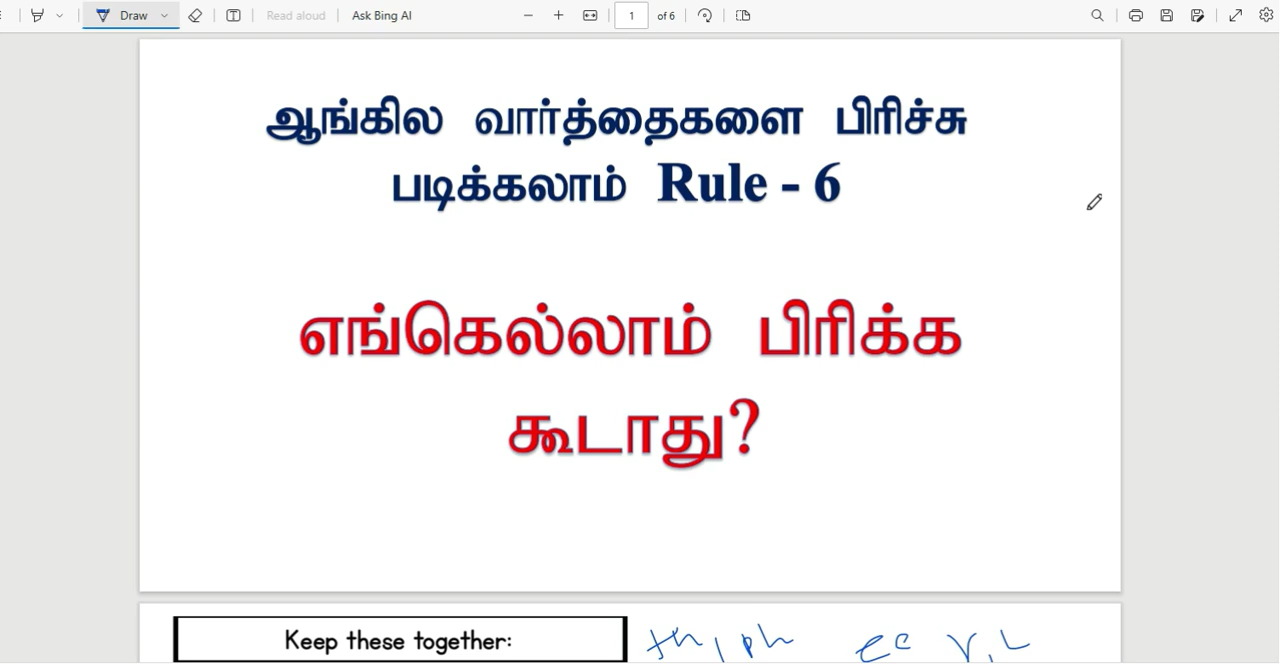 Draw
Read aloud
Ask Bing AI
1
of 6
ஆங்கில வார்த்தைகளை பிரிச்சு
படிக்கலாம் Rule - 6
எங்கெல்லாம் பிரிக்க
கூடாது?
Keep these together:
th, ph